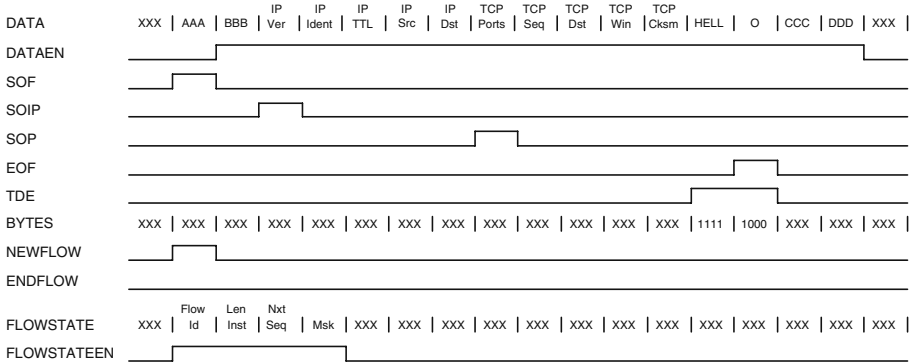 IP IP IP IP IP TCP TCP TCP TCP TCP
DATA XXX AAA BBB Ver Ident TTL Src Dst Ports Seq Dst Win Cksm HELL O CCC DDD XXX
DATAEN
SOF
SOIP
SOP
EOF
TDE
BYTES XXX XXX XXX XXX XXX XXX XXX XXX XXX XXX XXX XXX XXX 1111 1000 XXX XXX XXX
NEWFLOW
ENDFLOW
Flow Len Nxt
FLOWSTATE XXX Id Inst Seq Msk XXX XXX XXX XXX XXX XXX XXX XXX XXX XXX XXX XXX XXX
FLOWSTATEEN